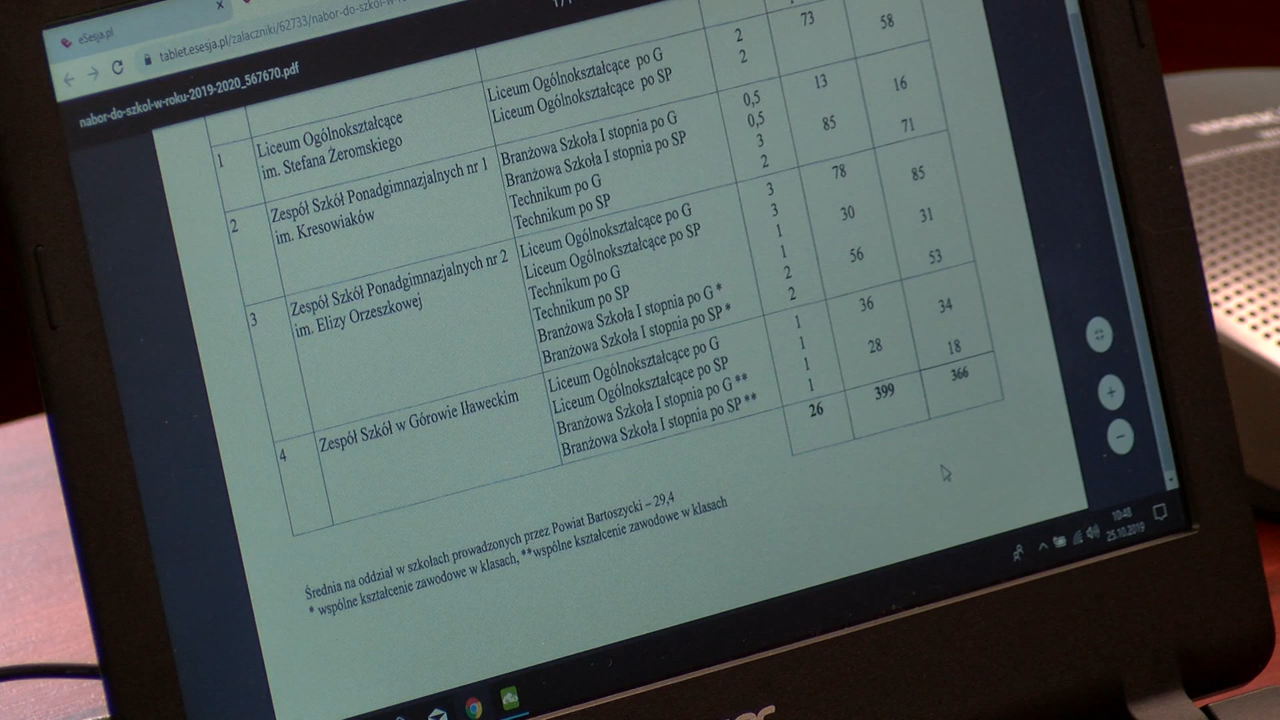 eSesja.pl
tablet.esesja.pl/zalaczniki/62733/nabor-do-szkol-w-ro
nabor-do-szkol-w-roku-2019-2020_567670.pdf
1 Liceum Ogólnokształcące im. Stefana Żeromskiego
Liceum Ogólnokształcące po G 2 73 58
Liceum Ogólnokształcące po SP 2
2 Zespół Szkół Ponadgimnazjalnych nr 1 im. Kresowiaków
Branżowa Szkoła I stopnia po G 0,5 13 16
Branżowa Szkoła I stopnia po SP 0,5
Technikum po G 3 85 71
Technikum po SP 2
3 Zespół Szkół Ponadgimnazjalnych nr 2 im. Elizy Orzeszkowej
Liceum Ogólnokształcące po G 3 78 85
Liceum Ogólnokształcące po SP 3
Technikum po G 1 30 31
Technikum po SP 1
Branżowa Szkoła I stopnia po G * 2 56 53
Branżowa Szkoła I stopnia po SP * 2
4 Zespół Szkół w Górowie Iławeckim
Liceum Ogólnokształcące po G 1 36 34
Liceum Ogólnokształcące po SP 1
Branżowa Szkoła I stopnia po G ** 1 28 18
Branżowa Szkoła I stopnia po SP ** 1
26 399 366
Średnia na oddział w szkołach prowadzonych przez Powiat Bartoszycki – 29,4
* wspólne kształcenie zawodowe w klasach, **wspólne kształcenie zawodowe w klasach
10:48
25.10.2019